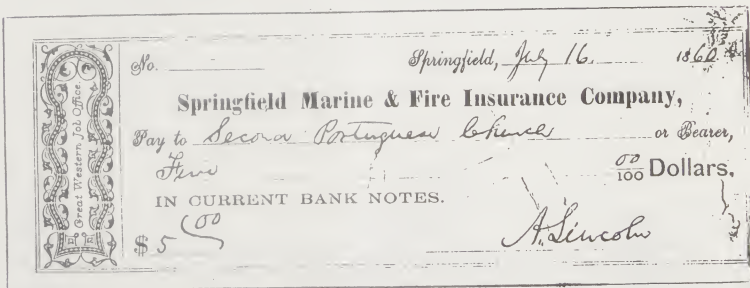 Great Western Job Office.
No. Springfield, July 16. 1860
Springfield Marine & Fire Insurance Company,
Pay to Second Portuguese Church or Bearer,
Five 00/100 Dollars,
IN CURRENT BANK NOTES.
$ 5 00
A. Lincoln